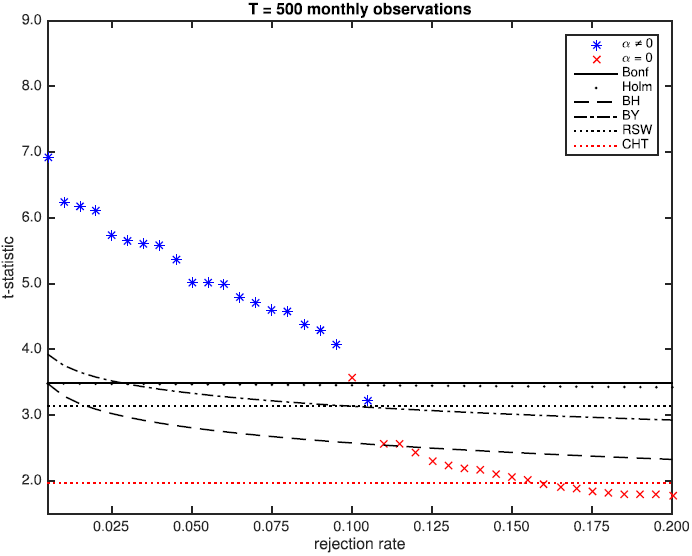 T = 500 monthly observations
9.0
8.0
7.0
6.0
5.0
4.0
3.0
2.0
t-statistic
α ≠ 0
α = 0
Bonf
Holm
BH
BY
RSW
CHT
0.025 0.050 0.075 0.100 0.125 0.150 0.175 0.200
rejection rate